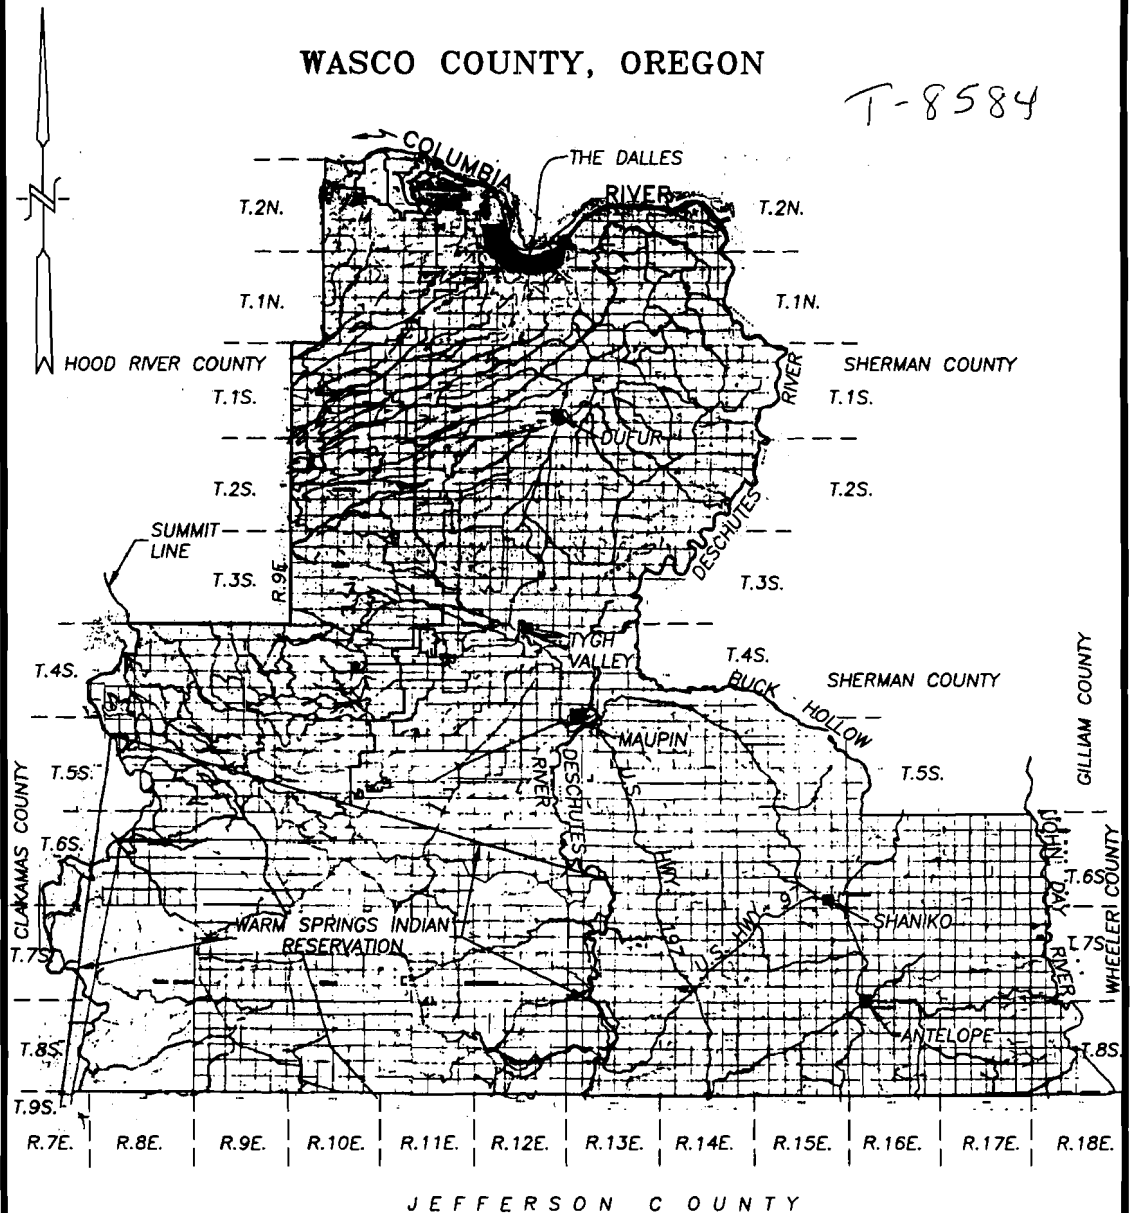 WASCO COUNTY, OREGON
T-8584
COLUMBIA
THE DALLES
RIVER
T.2N.
T.2N.
T.1N.
T.1N.
HOOD RIVER COUNTY
SHERMAN COUNTY
RIVER
T.1S.
T.1S.
DUFUR
T.2S.
T.2S.
DESCHUTES
SUMMIT
LINE
R.9E.
T.3S.
T.3S.
TYGH
VALLEY
T.4S.
T.4S.
BUCK
HOLLOW
SHERMAN COUNTY
GILLIAM COUNTY
MAUPIN
T.5S.
T.5S.
DESCHUTES
RIVER
U.S.
HWY
197
CLAKAMAS COUNTY
T.6S.
T.6S.
JOHN DAY
RIVER
WHEELER COUNTY
U.S. HWY 97
SHANIKO
WARM SPRINGS INDIAN
RESERVATION
T.7S.
T.7S.
ANTELOPE
T.8S.
T.8S.
T.9S.
R.7E. R.8E. R.9E. R.10E. R.11E. R.12E. R.13E. R.14E. R.15E. R.16E. R.17E. R.18E.
JEFFERSON COUNTY